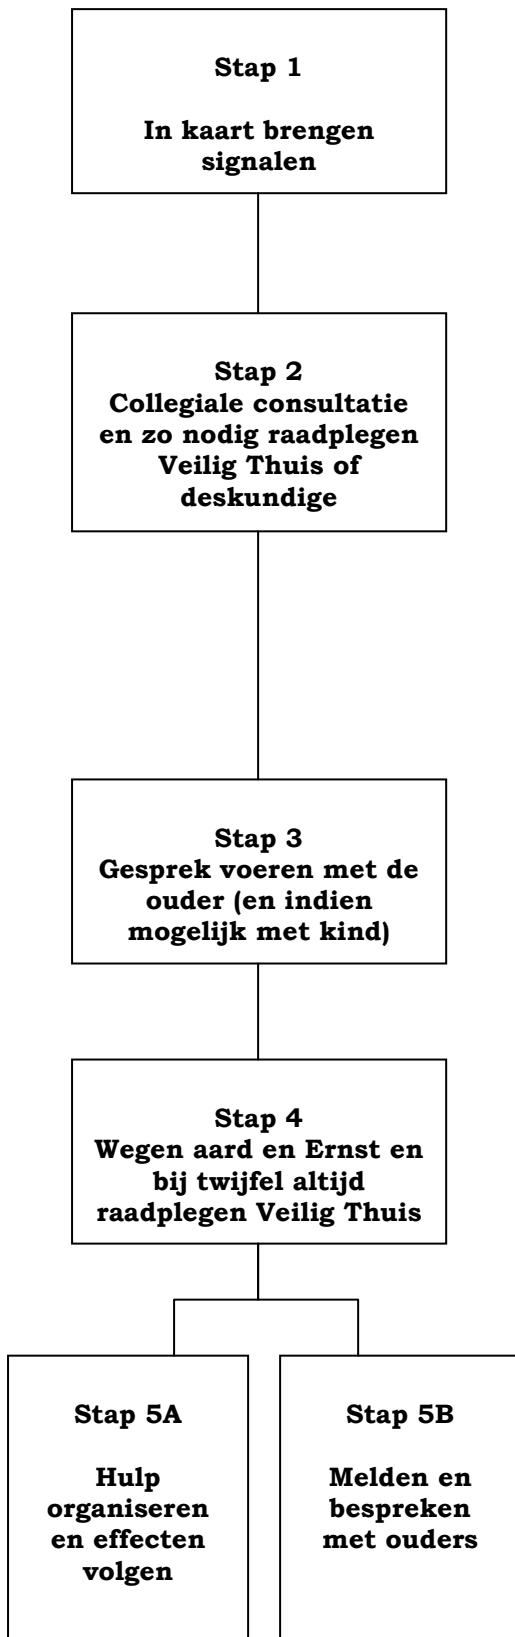 Stap 1
In kaart brengen
signalen
Stap 2
Collegiale consultatie
en zo nodig raadplegen
Veilig Thuis of
deskundige
Stap 3
Gesprek voeren met de
ouder (en indien
mogelijk met kind)
Stap 4
Wegen aard en Ernst en
bij twijfel altijd
raadplegen Veilig Thuis
Stap 5A
Hulp
organiseren
en effecten
volgen
Stap 5B
Melden en
bespreken
met ouders